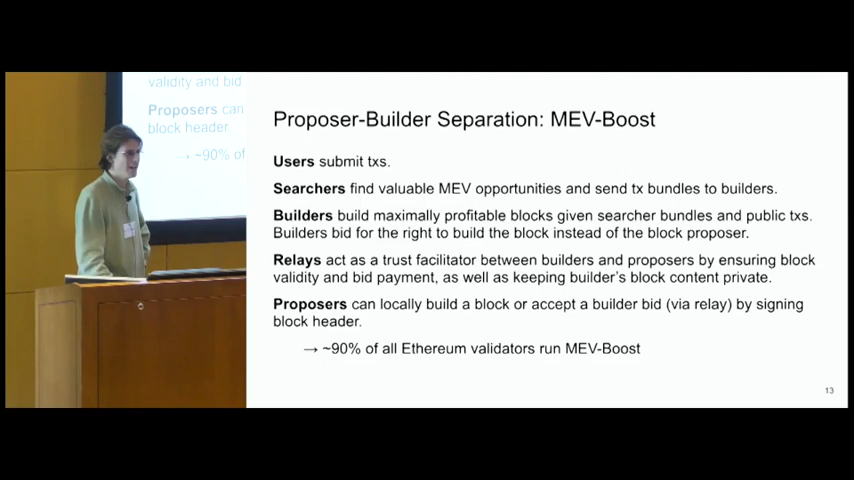 validity and bid
Proposers can
block header
→ ~90% of
Proposer-Builder Separation: MEV-Boost
Users submit txs.
Searchers find valuable MEV opportunities and send tx bundles to builders.
Builders build maximally profitable blocks given searcher bundles and public txs.
Builders bid for the right to build the block instead of the block proposer.
Relays act as a trust facilitator between builders and proposers by ensuring block
validity and bid payment, as well as keeping builder's block content private.
Proposers can locally build a block or accept a builder bid (via relay) by signing
block header.
→ ~90% of all Ethereum validators run MEV-Boost
13